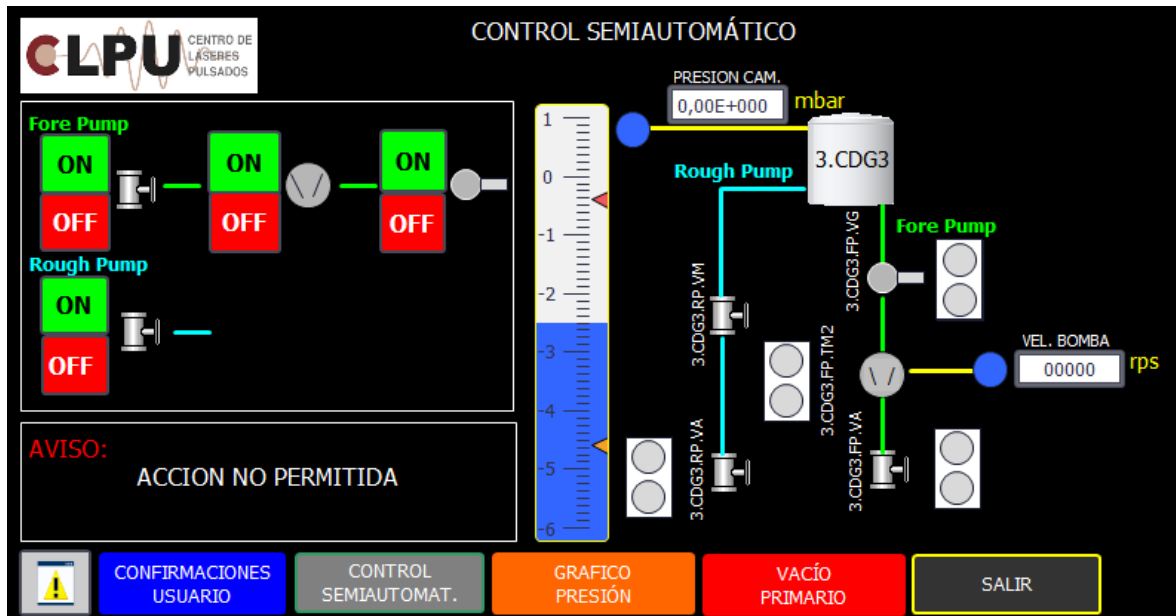 CLPU
CENTRO DE
LÁSERES
PULSADOS
CONTROL SEMIAUTOMÁTICO
PRESION CAM.
0,00E+000 mbar
Fore Pump
ON ON ON
OFF OFF OFF
Rough Pump
ON
OFF
AVISO:
ACCION NO PERMITIDA
1
0
-1
-2
-3
-4
-5
-6
3.CDG3
Rough Pump
Fore Pump
3.CDG3.FP.VG
3.CDG3.RP.VM
3.CDG3.FP.TM2
VEL. BOMBA
00000 rps
3.CDG3.RP.VA
3.CDG3.FP.VA
CONFIRMACIONES
USUARIO
CONTROL
SEMIAUTOMAT.
GRAFICO
PRESIÓN
VACÍO
PRIMARIO
SALIR